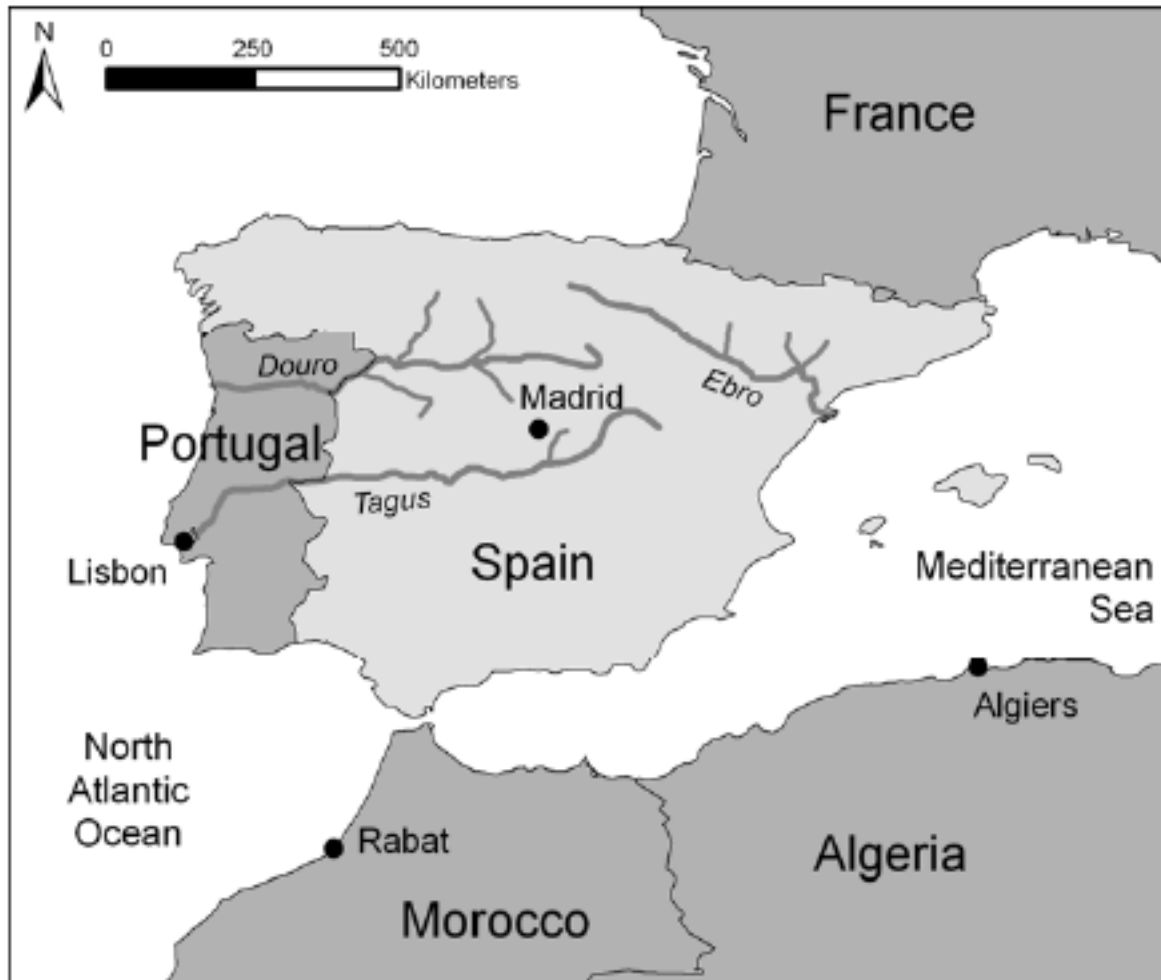 N
0 250 500
Kilometers
France
Douro
Ebro
Madrid
Portugal
Tagus
Lisbon
Spain
Mediterranean
Sea
Algiers
North
Atlantic
Ocean
Rabat
Algeria
Morocco